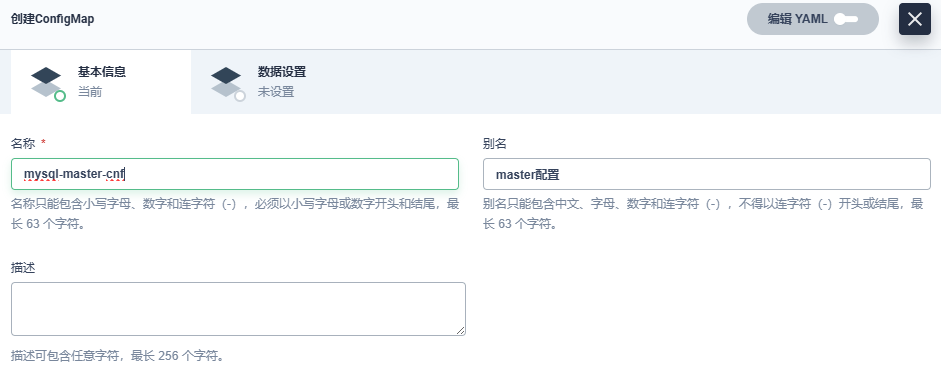 创建ConfigMap
编辑 YAML
基本信息
当前
数据设置
未设置
名称 *
别名
mysql-master-cnf
master配置
名称只能包含小写字母、数字和连字符（-），必须以小写字母或数字开头和结尾，最
长 63 个字符。
别名只能包含中文、字母、数字和连字符（-），不得以连字符（-）开头或结尾，最
长 63 个字符。
描述
描述可包含任意字符，最长 256 个字符。